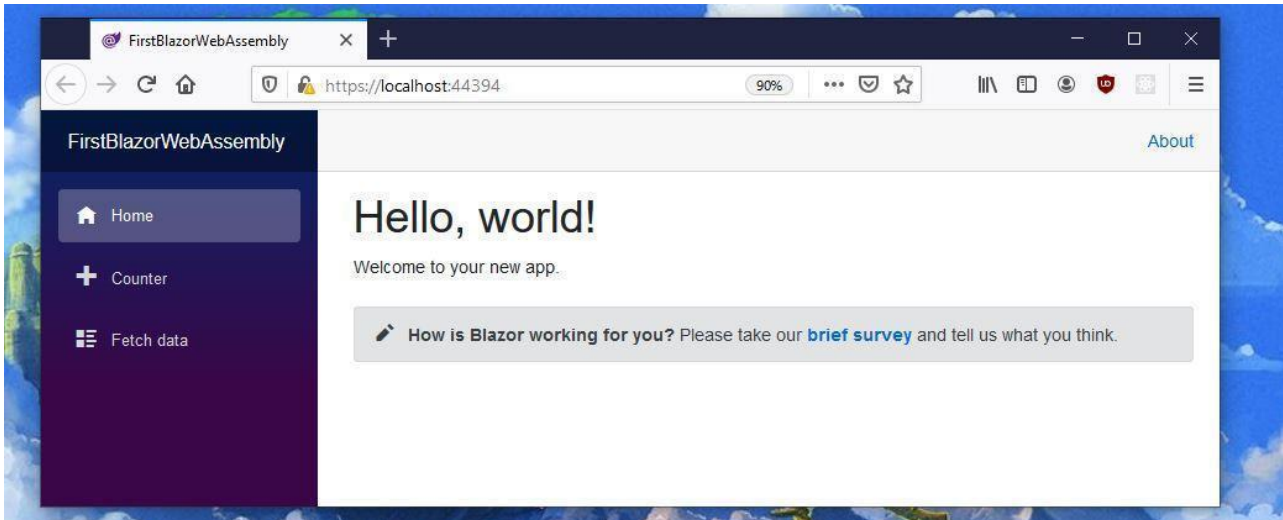 FirstBlazorWebAssembly
https://localhost:44394
90%
FirstBlazorWebAssembly
About
Home
Counter
Fetch data
Hello, world!
Welcome to your new app.
How is Blazor working for you? Please take our brief survey and tell us what you think.